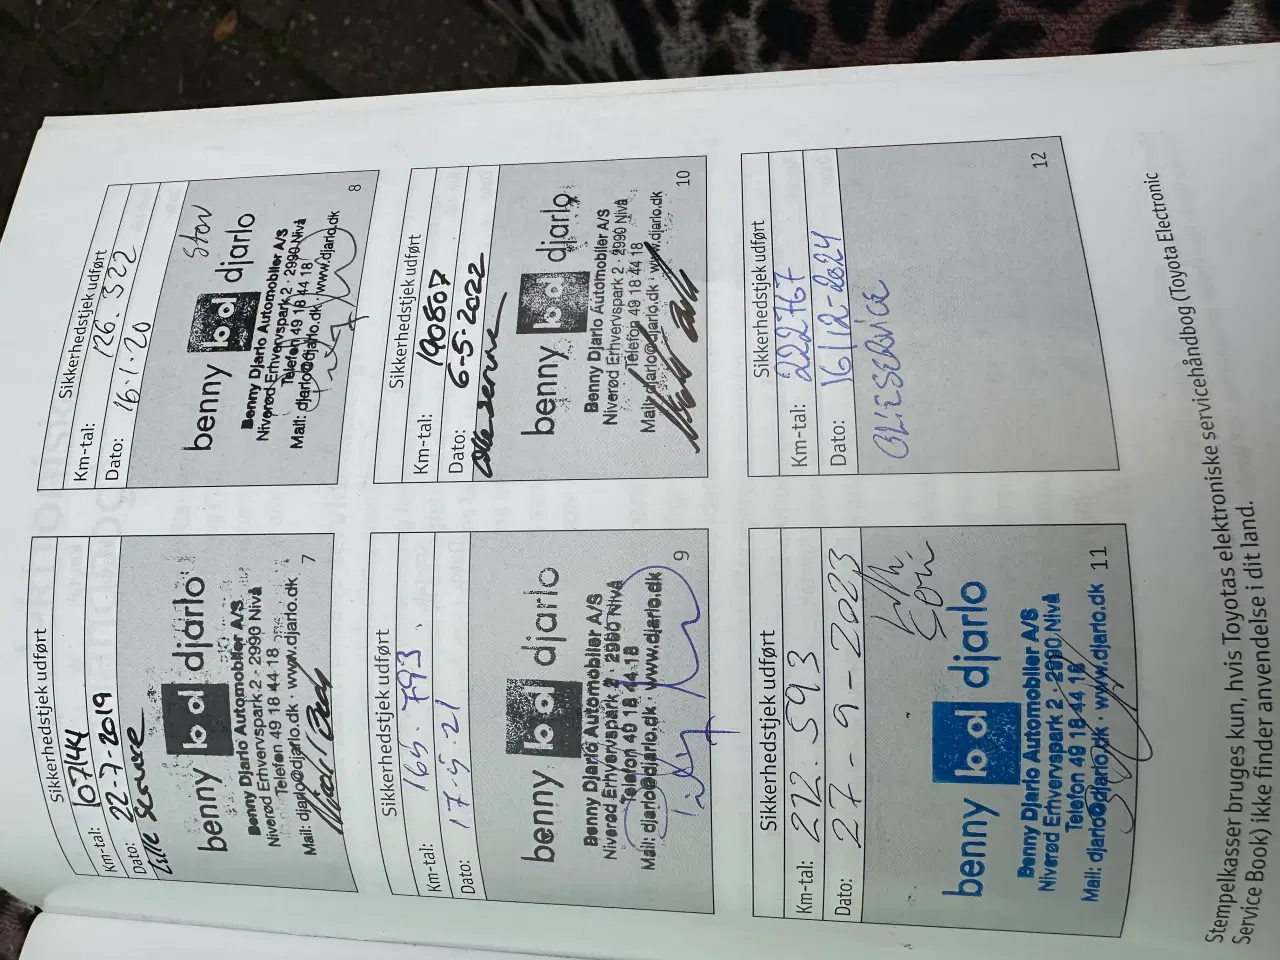 Sikkerhedstjek udført
Km-tal: 107144
Dato: 22-7-2019
Lille service
benny bd djarlo
Benny Djarlo Automobiler A/S
Niverød Erhvervspark 2 - 2990 Nivå
Telefon 49 18 44 18
Mail: djarlo@djarlo.dk · www.djarlo.dk
7
Sikkerhedstjek udført
Km-tal: 126.322
Dato: 16.1.20
Stor
benny bd djarlo
Benny Djarlo Automobiler A/S
Niverød Erhvervspark 2 · 2990 Nivå
Telefon 49 18 44 18
Mail: djarlo@djarlo.dk · www.djarlo.dk
8
Sikkerhedstjek udført
Km-tal: 165.793.
Dato: 17.5.21
benny bd djarlo
Benny Djarlo Automobiler A/S
Niverød Erhvervspark 2 · 2990 Nivå
Telefon 49 18 44 18
Mail: djarlo@djarlo.dk · www.djarlo.dk
9
Sikkerhedstjek udført
Km-tal: 190807
Dato: 6-5-2022
benny bd djarlo
Benny Djarlo Automobiler A/S
Niverød Erhvervspark 2 · 2990 Nivå
Telefon 49 18 44 18
Mail: djarlo@djarlo.dk · www.djarlo.dk
10
Sikkerhedstjek udført
Km-tal: 212.593
Dato: 27-9-2023
benny bd djarlo
Benny Djarlo Automobiler A/S
Niverød Erhvervspark 2 · 2990 Nivå
Telefon 49 18 44 18
Mail: djarlo@djarlo.dk · www.djarlo.dk
11
Sikkerhedstjek udført
Km-tal: 222767
Dato: 16/12-2024
OLIESERVICE
12
Stempelkasser bruges kun, hvis Toyotas elektroniske servicehåndbog (Toyota Electronic
Service Book) ikke finder anvendelse i dit land.